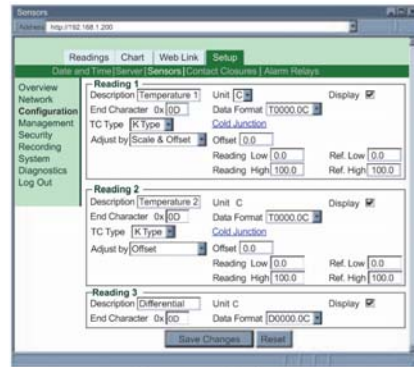 Sensors
Address http://192.168.1.200
Readings Chart Web Link Setup
Date and Time|Server|Sensors|Contact Closures | Alarm Relays
Overview
Network
Configuration
Management
Security
Recording
System
Diagnostics
Log Out
Reading 1
Description Temperature 1 Unit C Display
End Character 0x 0D Data Format T0000.0C
TC Type K Type Cold Junction
Adjust by Scale & Offset Offset 0.0
Reading Low 0.0 Ref. Low 0.0
Reading High 100.0 Ref. High 100.0
Reading 2
Description Temperature 2 Unit C Display
End Character 0x 0D Data Format T0000.0C
TC Type K Type Cold Junction
Adjust by Offset Offset 0.0
Reading Low 0.0 Ref. Low 0.0
Reading High 100.0 Ref. High 100.0
Reading 3
Description Differential Unit C Display
End Character 0x 0D Data Format D0000.0C
Save Changes Reset